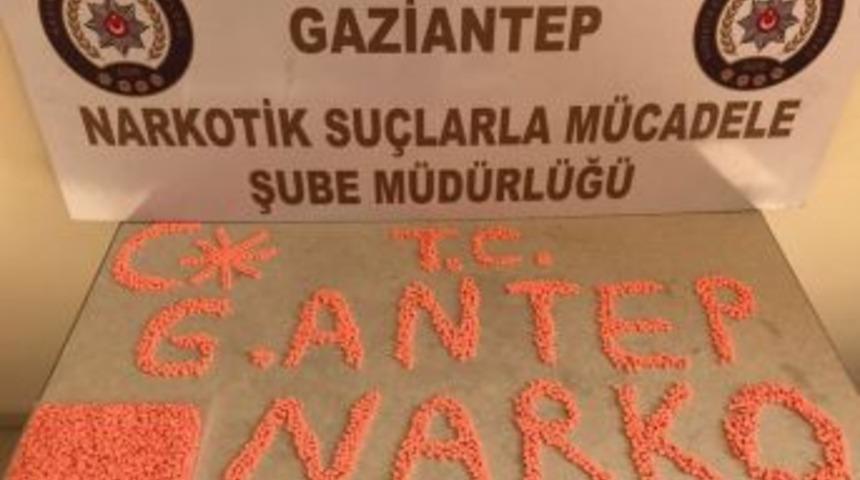 GAZİANTEP
NARKOTİK SUÇLARLA MÜCADELE
ŞUBE MÜDÜRLÜĞÜ
T.C.
G.ANTEP
NARKO